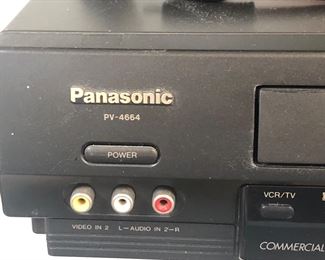 Panasonic
PV-4664
POWER
VCR/TV
VIDEO IN 2 L-AUDIO IN 2-R
COMMERCIAL